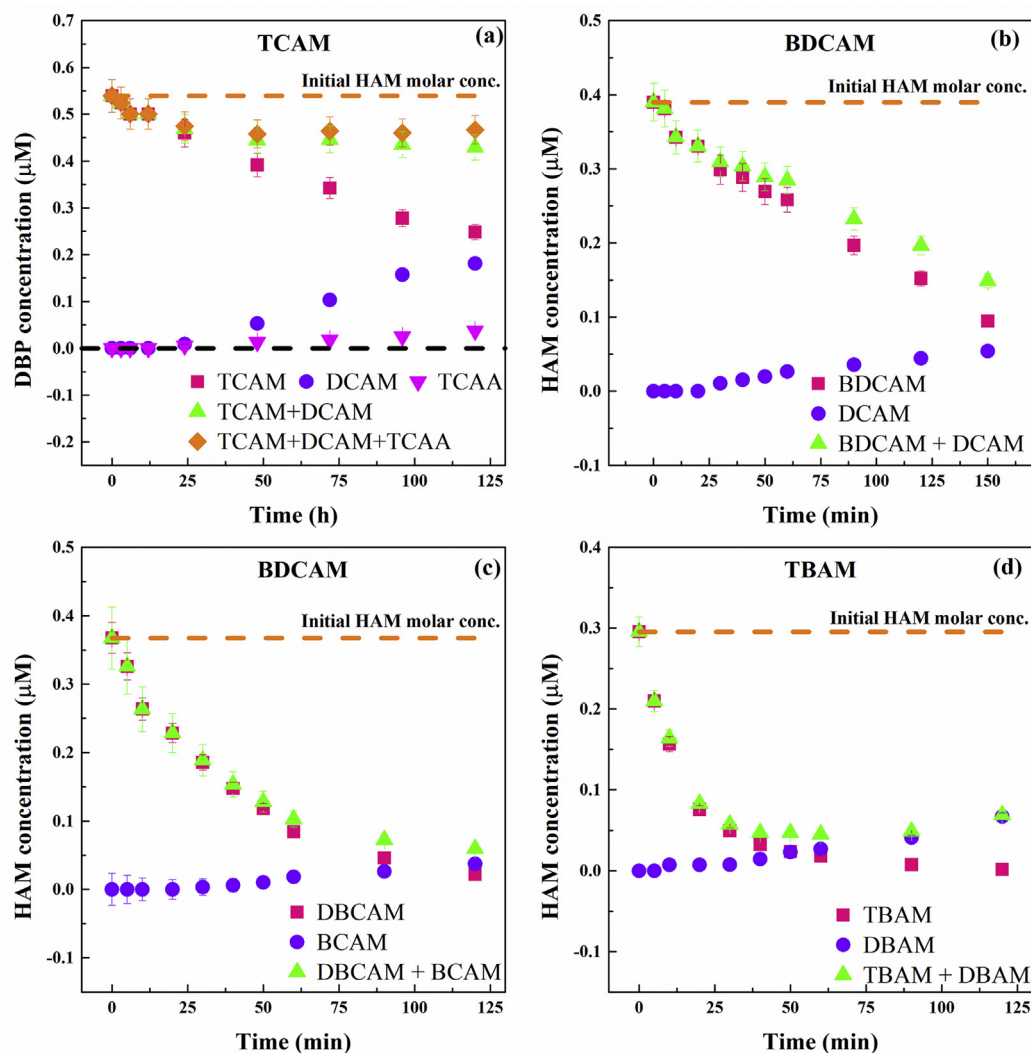 TCAM
(a)
Initial HAM molar conc.
0.7
0.6
0.5
0.4
0.3
0.2
0.1
0.0
-0.1
-0.2
DBP concentration (μM)
TCAM DCAM TCAA
TCAM+DCAM
TCAM+DCAM+TCAA
0 25 50 75 100 125
Time (h)
BDCAM
(b)
Initial HAM molar conc.
0.5
0.4
0.3
0.2
0.1
0.0
-0.1
HAM concentration (μM)
BDCAM
DCAM
BDCAM + DCAM
0 25 50 75 100 125 150
Time (min)
BDCAM
(c)
Initial HAM molar conc.
0.5
0.4
0.3
0.2
0.1
0.0
-0.1
HAM concentration (μM)
DBCAM
BCAM
DBCAM + BCAM
0 25 50 75 100 125
Time (min)
TBAM
(d)
Initial HAM molar conc.
0.4
0.3
0.2
0.1
0.0
-0.1
HAM concentration (μM)
TBAM
DBAM
TBAM + DBAM
0 25 50 75 100 125
Time (min)